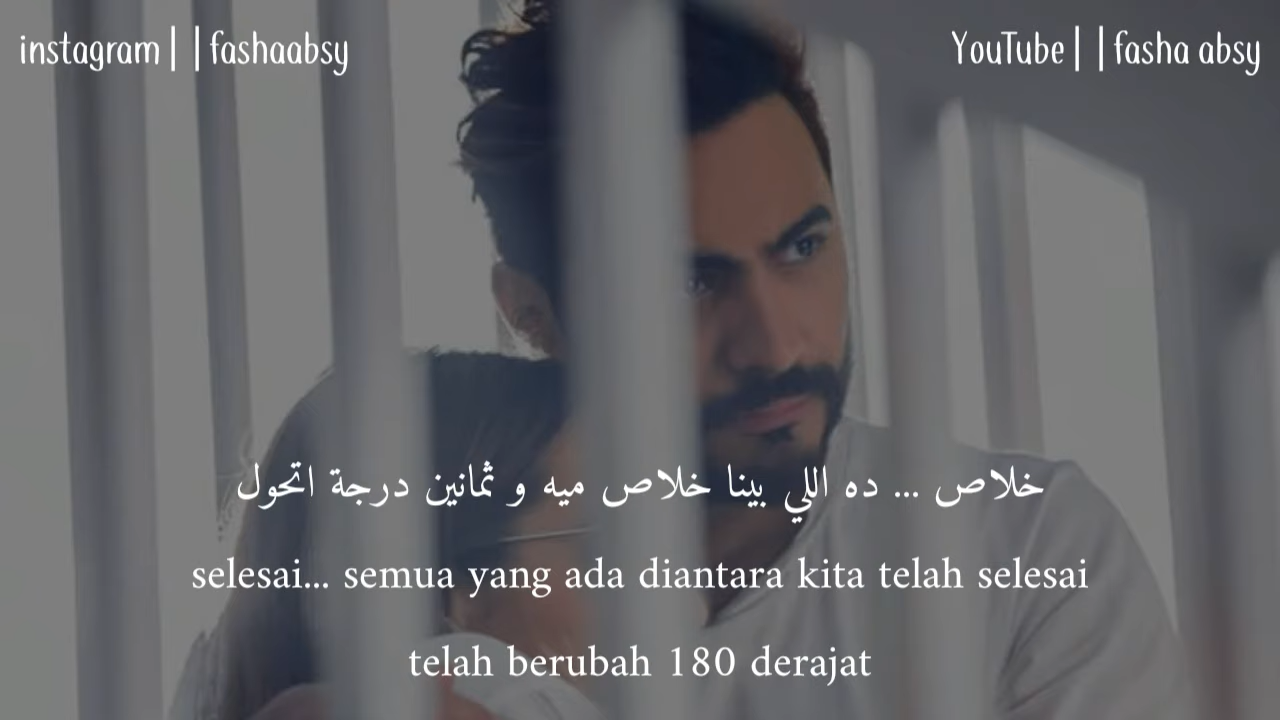 instagram||fashaabsy
YouTube||fasha absy
خلاص ... ده اللي بينا خلاص ميه و ثمانين درجة اتحول
selesai... semua yang ada diantara kita telah selesai
telah berubah 180 derajat